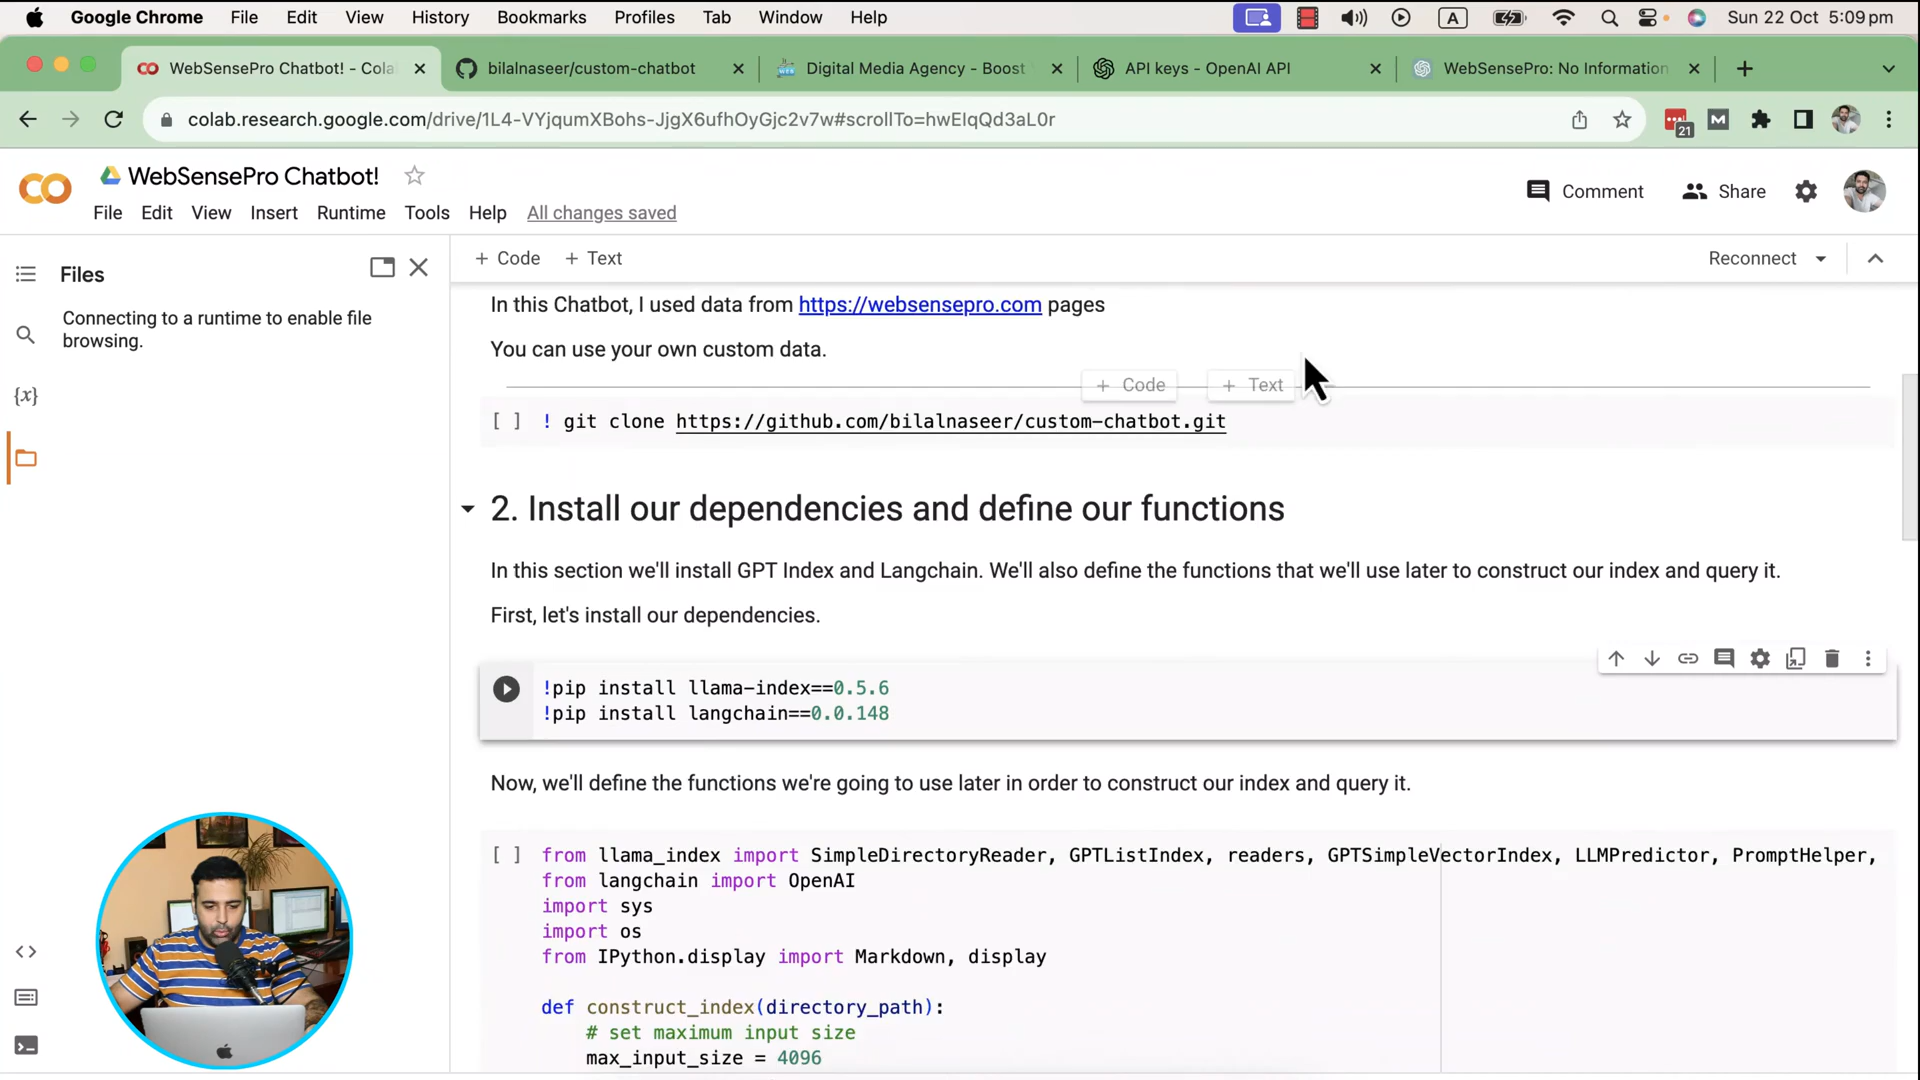 Google Chrome File Edit View History Bookmarks Profiles Tab Window Help A Sun 22 Oct 5:09 pm
WebSensePro Chatbot! - Cola bilalnaseer/custom-chatbot Digital Media Agency - Boost API keys - OpenAI API WebSensePro: No Information
colab.research.google.com/drive/1L4-VYjqumXBohs-JjgX6ufhOyGjc2v7w#scrollTo=hwEIqQd3aL0r 21
WebSensePro Chatbot!
Comment Share
File Edit View Insert Runtime Tools Help All changes saved
+ Code + Text Reconnect
Files
Connecting to a runtime to enable file
browsing.
{x}
In this Chatbot, I used data from https://websensepro.com pages
You can use your own custom data.
+ Code + Text
[ ] ! git clone https://github.com/bilalnaseer/custom-chatbot.git
2. Install our dependencies and define our functions
In this section we'll install GPT Index and Langchain. We'll also define the functions that we'll use later to construct our index and query it.
First, let's install our dependencies.
!pip install llama-index==0.5.6
!pip install langchain==0.0.148
Now, we'll define the functions we're going to use later in order to construct our index and query it.
[ ] from llama_index import SimpleDirectoryReader, GPTListIndex, readers, GPTSimpleVectorIndex, LLMPredictor, PromptHelper,
from langchain import OpenAI
import sys
import os
from IPython.display import Markdown, display
def construct_index(directory_path):
# set maximum input size
max_input_size = 4096